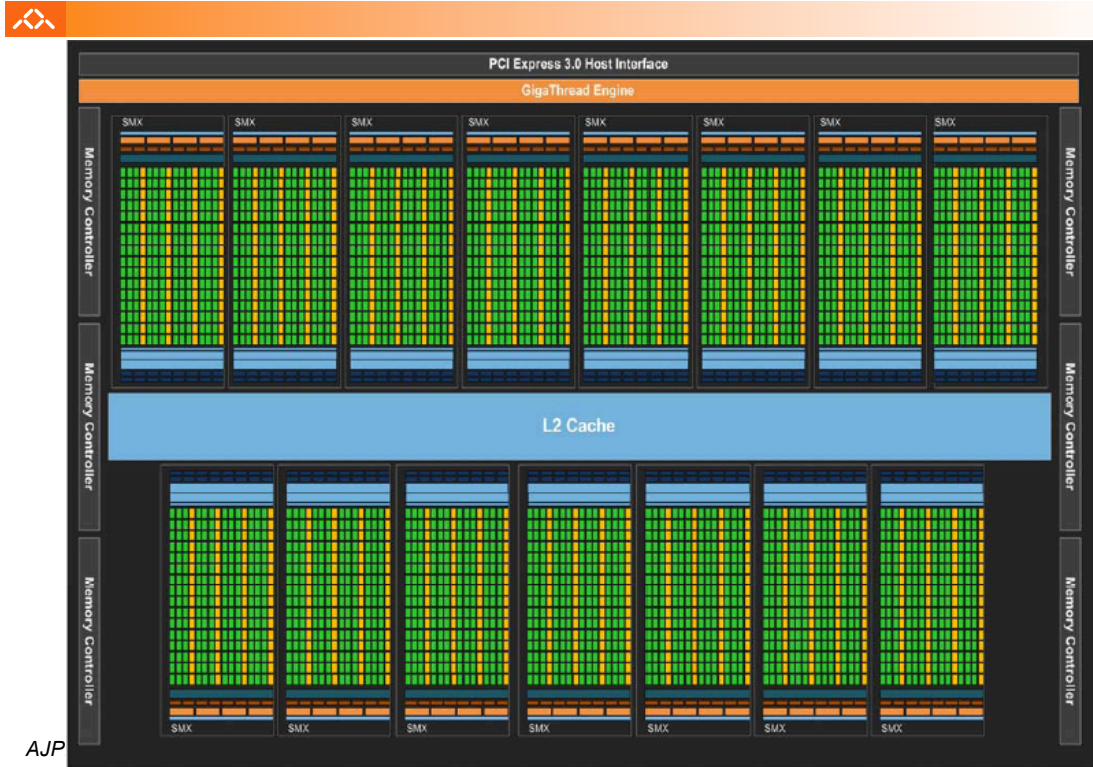 PCI Express 3.0 Host Interface
GigaThread Engine
SMX SMX SMX SMX SMX SMX SMX SMX
Memory Controller
Memory Controller
Memory Controller
Memory Controller
L2 Cache
Memory Controller
Memory Controller
SMX SMX SMX SMX SMX SMX SMX
AJP